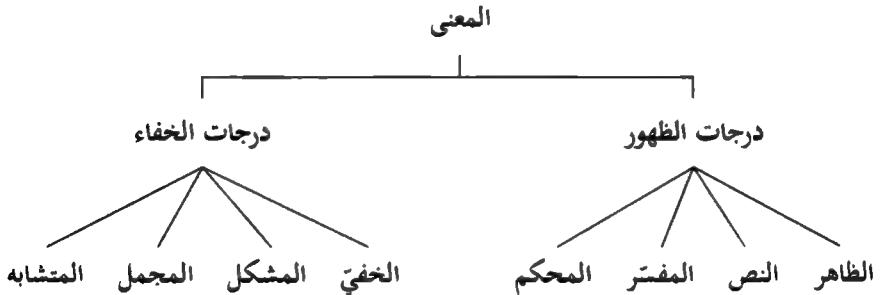 المعنى
درجات الظهور درجات الخفاء
الظاهر النص المفسّر المحكم الخفيّ المشكل المجمل المتشابه